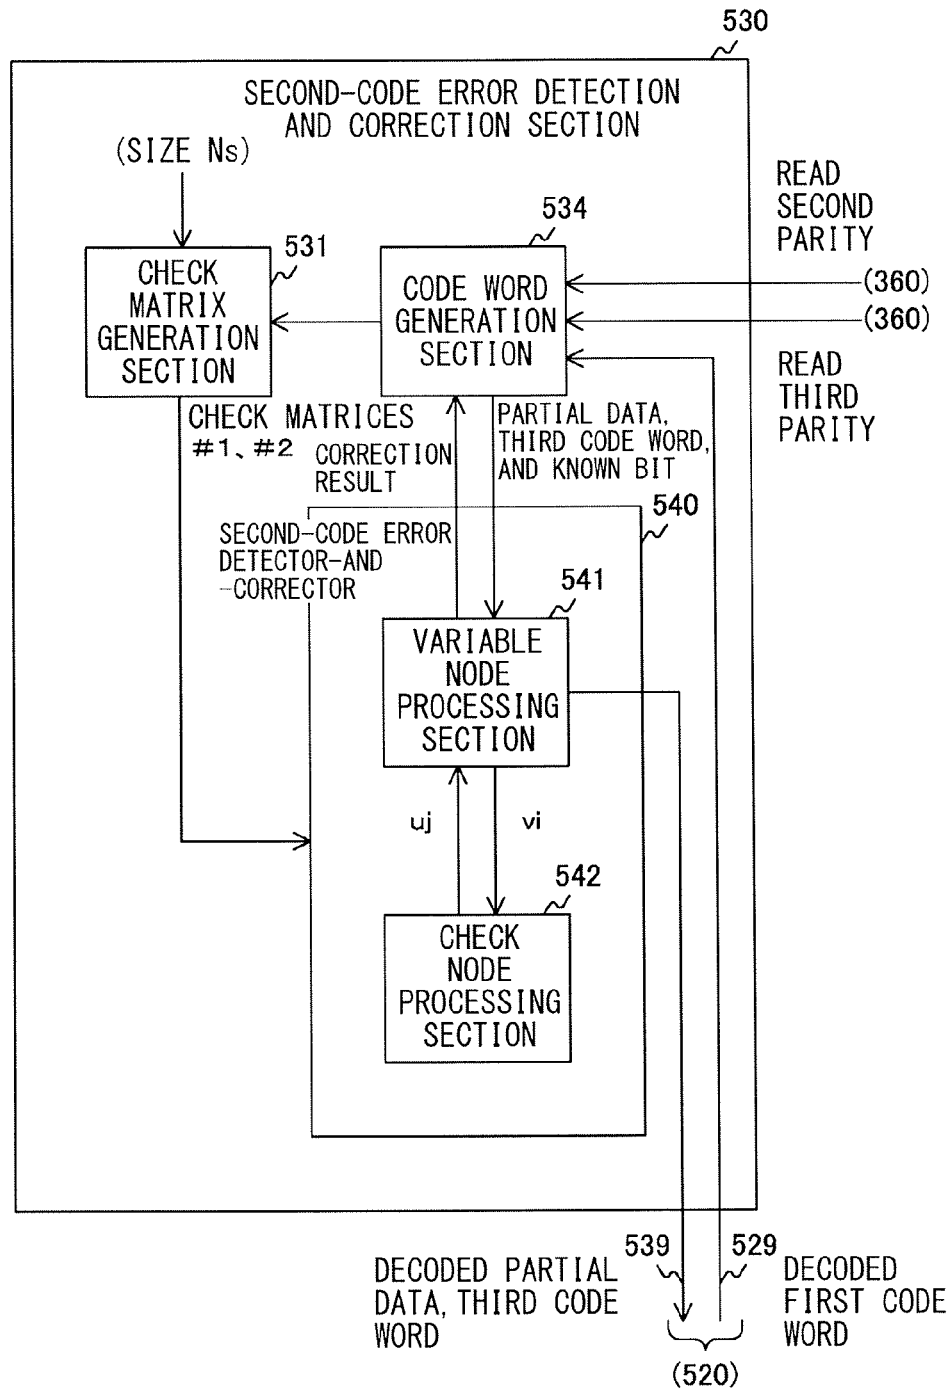 530
SECOND-CODE ERROR DETECTION
AND CORRECTION SECTION
(SIZE Ns)
READ
SECOND
PARITY
534
531
CHECK
MATRIX
GENERATION
SECTION
CODE WORD
GENERATION
SECTION
(360)
(360)
READ
THIRD
PARITY
CHECK MATRICES
#1、#2
CORRECTION
RESULT
PARTIAL DATA,
THIRD CODE WORD,
AND KNOWN BIT
540
SECOND-CODE ERROR
DETECTOR-AND
-CORRECTOR
541
VARIABLE
NODE
PROCESSING
SECTION
uj
vi
542
CHECK
NODE
PROCESSING
SECTION
539
529
DECODED PARTIAL
DATA, THIRD CODE
WORD
DECODED
FIRST CODE
WORD
(520)